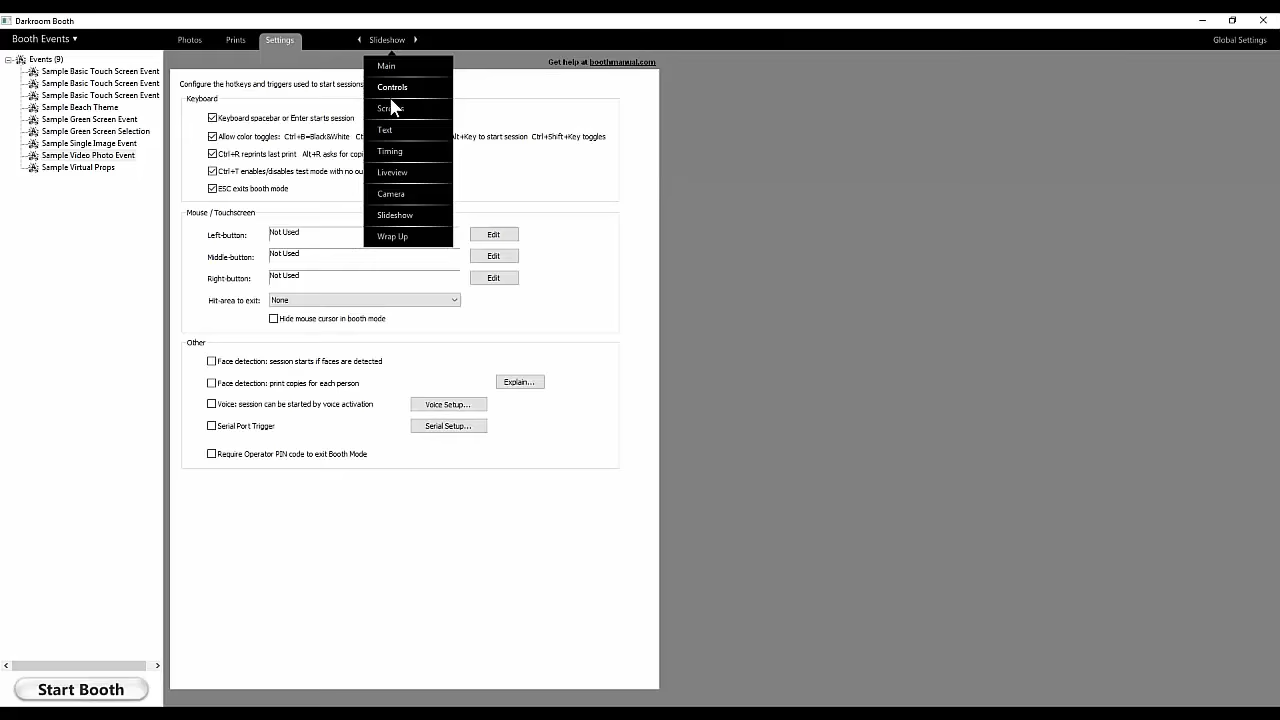 Darkroom Booth
Booth Events
Photos
Prints
Settings
Slideshow
Global Settings
Events (9)
Sample Basic Touch Screen Event
Sample Basic Touch Screen Event
Sample Basic Touch Screen Event
Sample Beach Theme
Sample Green Screen Event
Sample Green Screen Selection
Sample Single Image Event
Sample Video Photo Event
Sample Virtual Props
Start Booth
Get help at boothmanual.com
Configure the hotkeys and triggers used to start sessions
Keyboard
Keyboard spacebar or Enter starts session
Allow color toggles: Ctrl+B=Black&White
to start session Ctrl+Shift+Key toggles
Ctrl+R reprints last print Alt+R asks for
Ctrl+T enables/disables test mode with no
ESC exits booth mode
Main
Controls
Text
Timing
Liveview
Camera
Slideshow
Wrap Up
Mouse / Touchscreen
Left-button: Not Used Edit
Middle-button: Not Used Edit
Right-button: Not Used Edit
Hit-area to exit: None
Hide mouse cursor in booth mode
Other
Face detection: session starts if faces are detected
Face detection: print copies for each person Explain...
Voice: session can be started by voice activation Voice Setup...
Serial Port Trigger Serial Setup...
Require Operator PIN code to exit Booth Mode